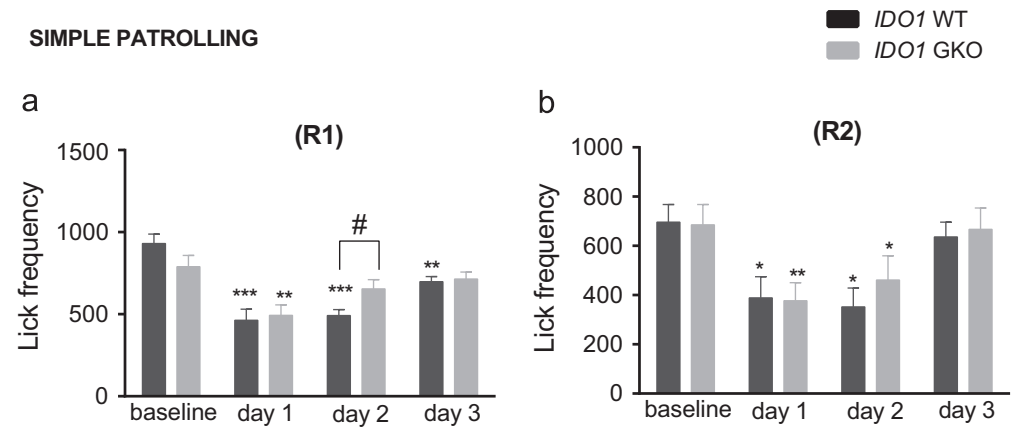 SIMPLE PATROLLING
IDO1 WT
IDO1 GKO
a
(R1)
Lick frequency
1500
1000
500
0
***
**
***
#
**
baseline day 1 day 2 day 3
b
(R2)
Lick frequency
1000
800
600
400
200
0
*
**
*
*
baseline day 1 day 2 day 3